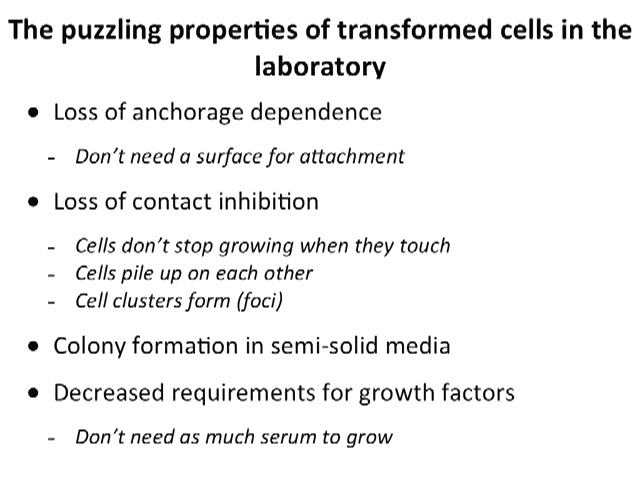 The puzzling properties of transformed cells in the
laboratory
• Loss of anchorage dependence
- Don't need a surface for attachment
• Loss of contact inhibition
- Cells don't stop growing when they touch
- Cells pile up on each other
- Cell clusters form (foci)
• Colony formation in semi-solid media
• Decreased requirements for growth factors
- Don't need as much serum to grow